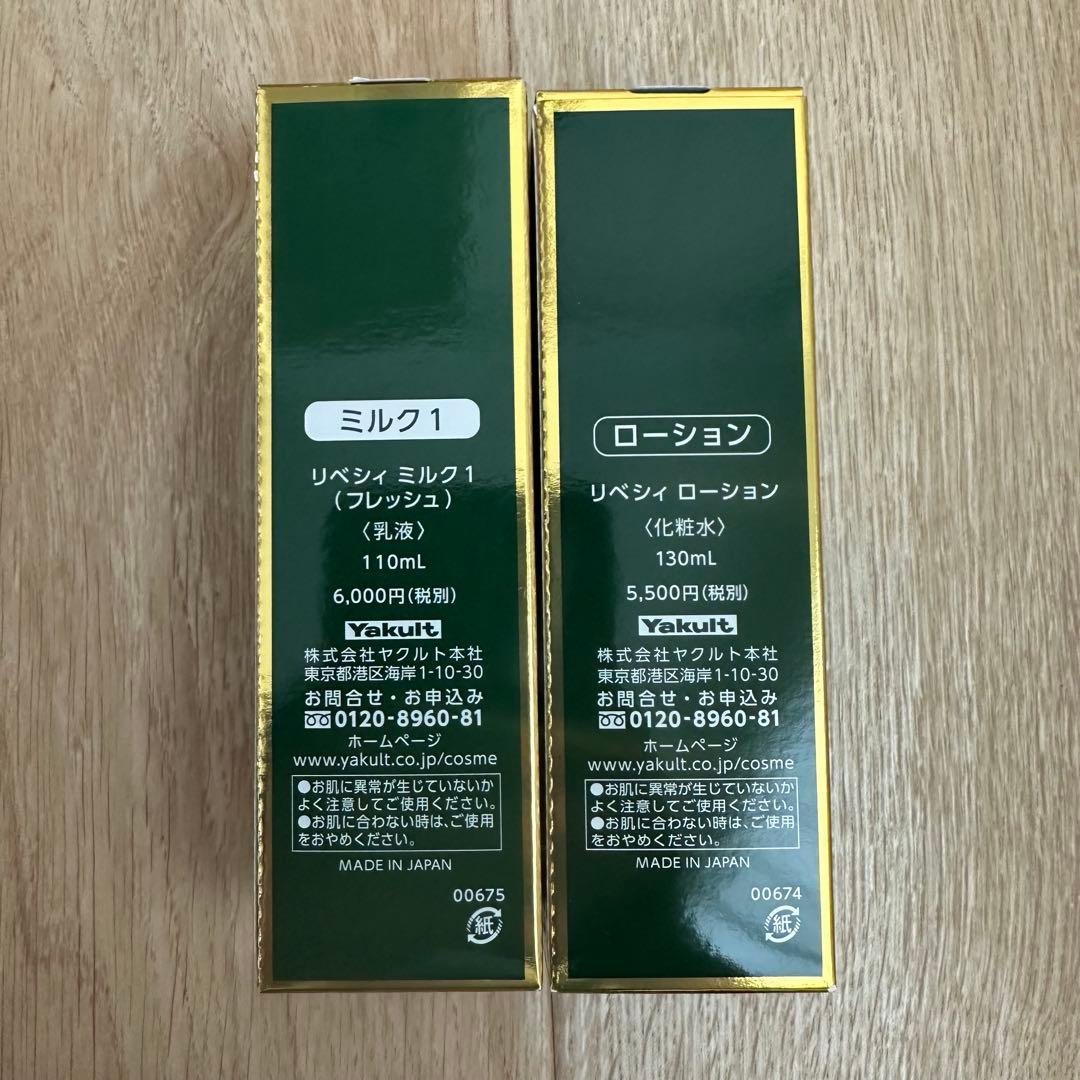 ミルク1
リベシィ ミルク1
(フレッシュ)
〈乳液〉
110mL
6,000円(税別)
Yakult
株式会社ヤクルト本社
東京都港区海岸1-10-30
お問合せ・お申込み
0120-8960-81
ホームページ
www.yakult.co.jp/cosme
●お肌に異常が生じていないか
よく注意してご使用ください。
●お肌に合わない時は、ご使用
をおやめください。
MADE IN JAPAN
00675
紙
ローション
リベシィ ローション
〈化粧水〉
130mL
5,500円(税別)
Yakult
株式会社ヤクルト本社
東京都港区海岸1-10-30
お問合せ・お申込み
0120-8960-81
ホームページ
www.yakult.co.jp/cosme
●お肌に異常が生じていないか
よく注意してご使用ください。
●お肌に合わない時は、ご使用
をおやめください。
MADE IN JAPAN
00674
紙